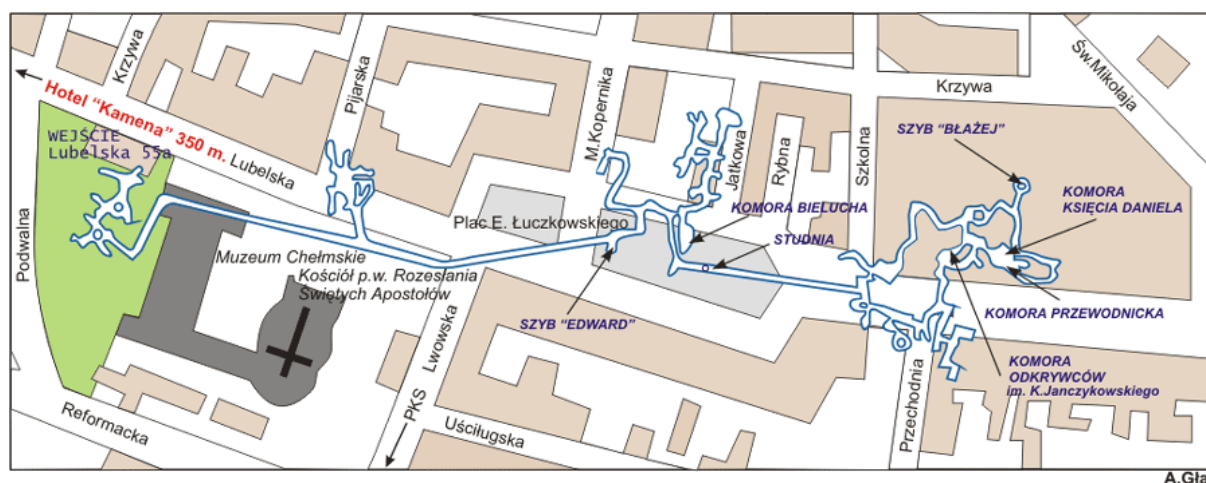 Krzywa
Hotel "Kamena" 350 m.
Pijarska
M.Kopernika
Krzywa
Św.Mikołaja
WEJŚCIE
Lubelska 55a
Lubelska
Jatkowa
Rybna
Szkolna
SZYB "BŁAŻEJ"
KOMORA
KSIĘCIA DANIELA
Podwalna
Plac E. Łuczkowskiego
KOMORA BIELUCHA
STUDNIA
Muzeum Chełmskie
Kościół p.w. Rozesłania
Świętych Apostołów
SZYB "EDWARD"
KOMORA PRZEWODNICKA
KOMORA
ODKRYWCÓW
im. K.Janczykowskiego
Lwowska
PKS
Przechodnia
Reformacka
Uściługska
A.Gła